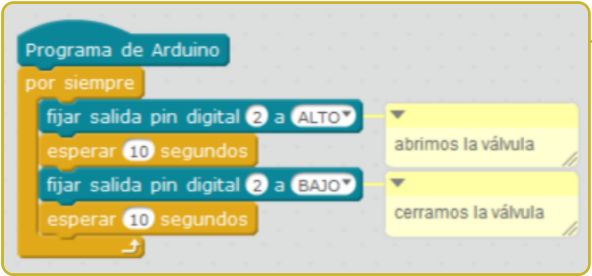 Programa de Arduino
por siempre
fijar salida pin digital 2 a ALTO
abrimos la válvula
esperar 10 segundos
fijar salida pin digital 2 a BAJO
cerramos la válvula
esperar 10 segundos